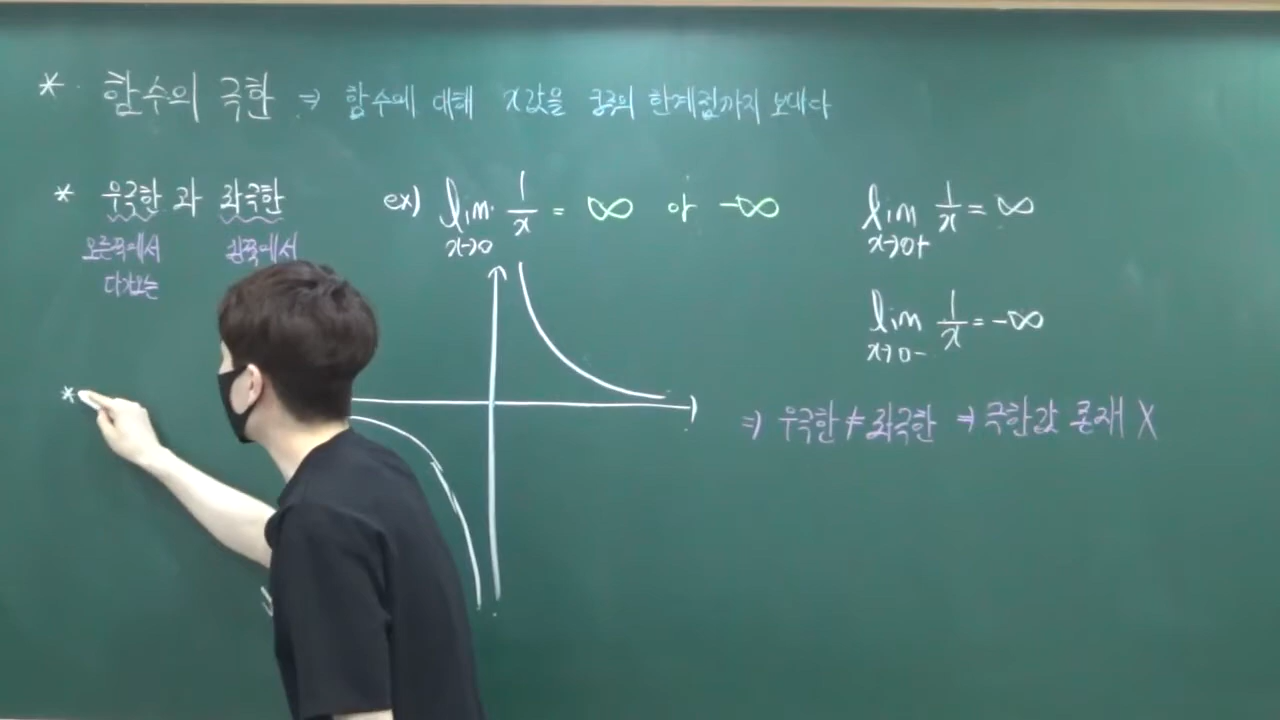 * 함수의 극한 ⇒ 함수에 대해 x값을 궁극의 한계점까지 보내다
* 우극한 과 좌극한
오른쪽에서 왼쪽에서
다가오는
ex) lim x→0 1/x = ∞ or -∞
lim x→0+ 1/x = ∞
lim x→0- 1/x = -∞
⇒ 우극한 ≠ 좌극한 ⇒ 극한값 존재 X
*